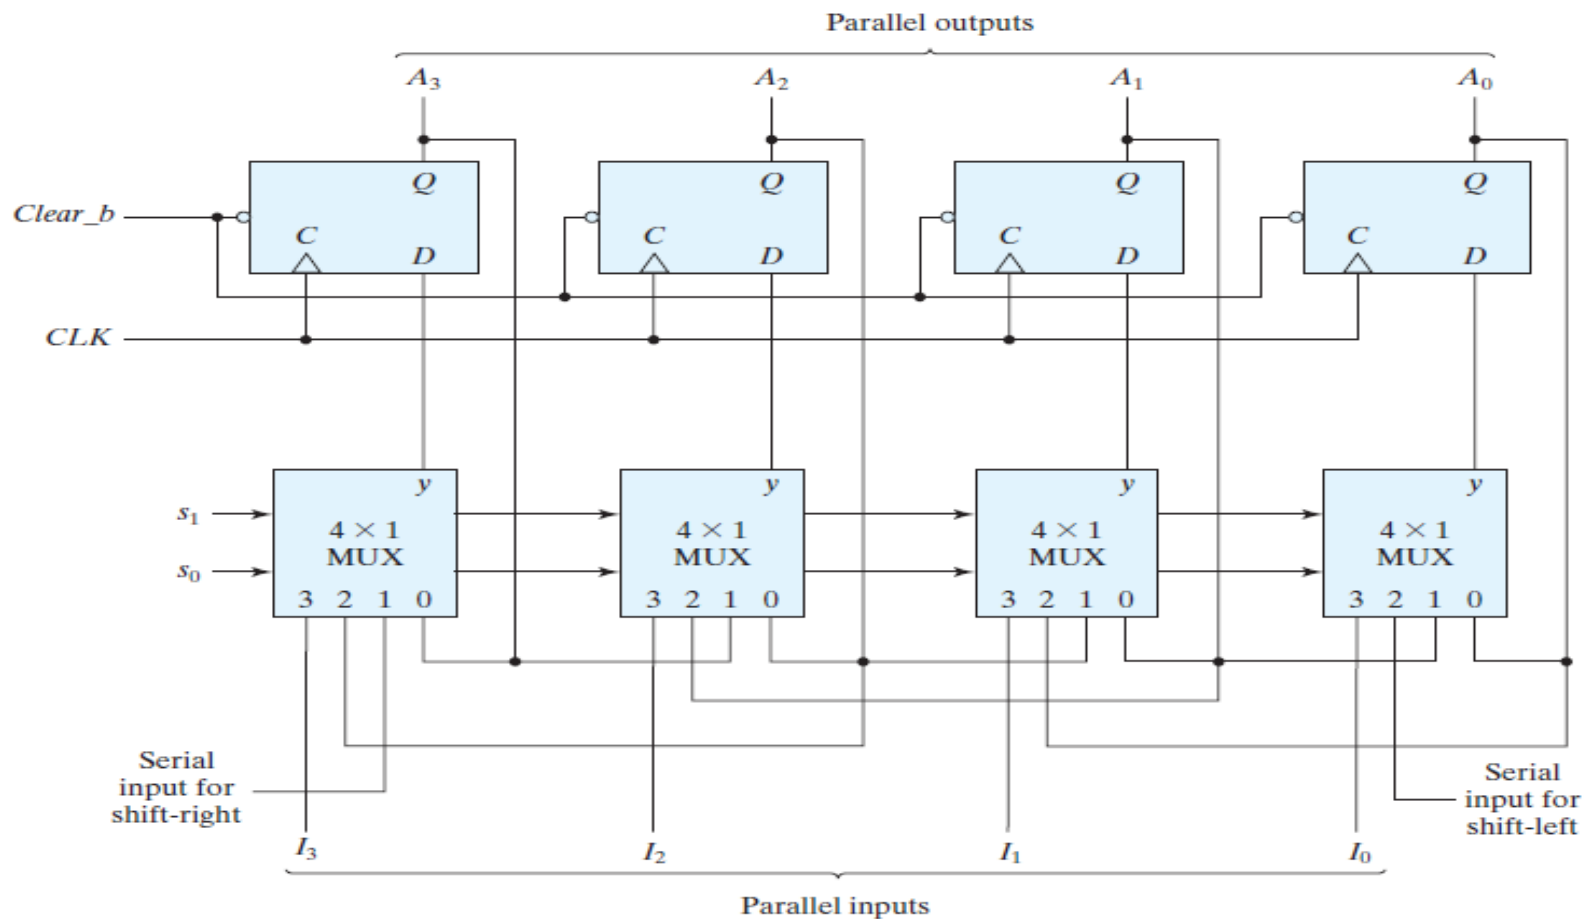 Parallel outputs
A3 A2 A1 A0
Q Q Q Q
Clear_b
C C C C
D D D D
CLK
y y y y
s1
4 × 1 4 × 1 4 × 1 4 × 1
MUX MUX MUX MUX
s0
3 2 1 0 3 2 1 0 3 2 1 0 3 2 1 0
Serial
input for
shift-right
Serial
input for
shift-left
I3 I2 I1 I0
Parallel inputs